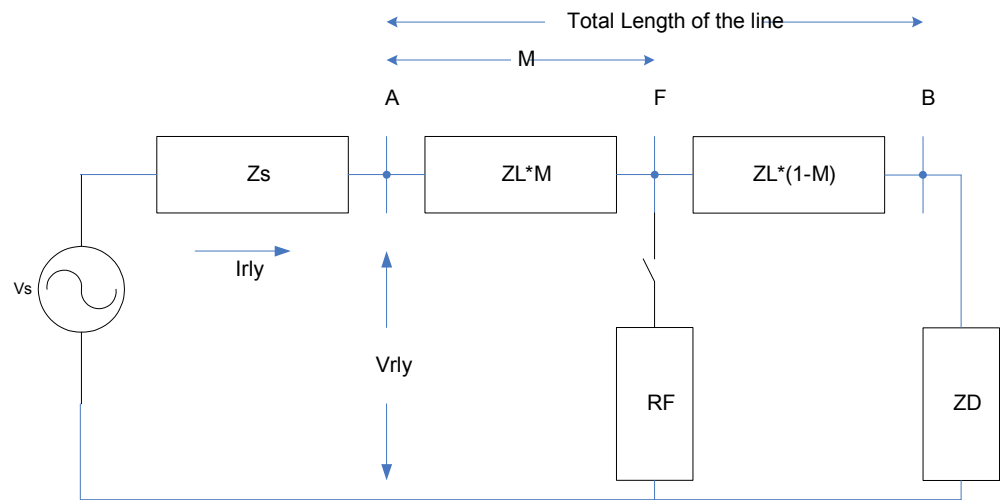 Total Length of the line
M
A
F
B
Zs
ZL*M
ZL*(1-M)
Irly
Vs
Vrly
RF
ZD